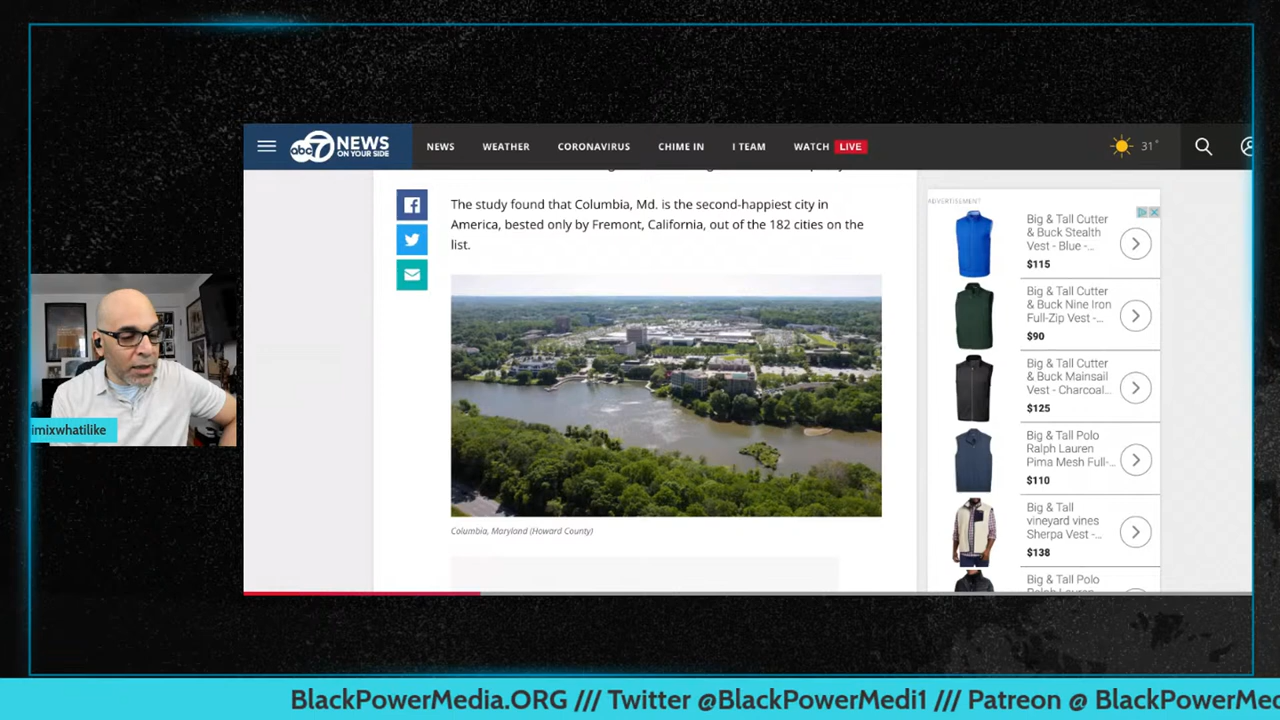 abc 7 NEWS
ON YOUR SIDE
NEWS
WEATHER
CORONAVIRUS
CHIME IN
I TEAM
WATCH LIVE
31°
The study found that Columbia, Md. is the second-happiest city in
America, bested only by Fremont, California, out of the 182 cities on the
list.
Columbia, Maryland (Howard County)
ADVERTISEMENT
Big & Tall Cutter
& Buck Stealth
Vest - Blue -...
$115
Big & Tall Cutter
& Buck Nine Iron
Full-Zip Vest -...
$90
Big & Tall Cutter
& Buck Mainsail
Vest - Charcoal...
$125
Big & Tall Polo
Ralph Lauren
Pima Mesh Full-...
$110
Big & Tall
vineyard vines
Sherpa Vest -...
$138
Big & Tall Polo
imixwhatilike
BlackPowerMedia.ORG /// Twitter @BlackPowerMedi1 /// Patreon @ BlackPowerMed